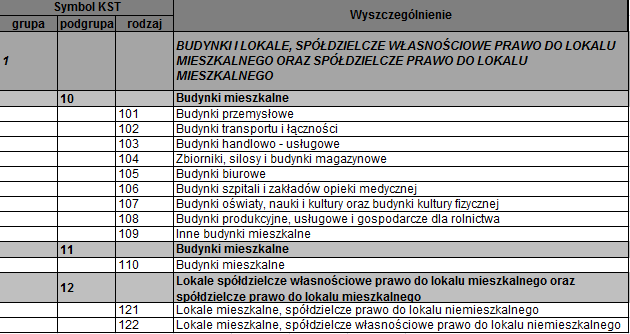 Symbol KST
Wyszczególnienie
grupa podgrupa rodzaj
1 BUDYNKI I LOKALE, SPÓŁDZIELCZE WŁASNOŚCIOWE PRAWO DO LOKALU
MIESZKALNEGO ORAZ SPÓŁDZIELCZE PRAWO DO LOKALU
MIESZKALNEGO
10 Budynki mieszkalne
101 Budynki przemysłowe
102 Budynki transportu i łączności
103 Budynki handlowo - usługowe
104 Zbiorniki, silosy i budynki magazynowe
105 Budynki biurowe
106 Budynki szpitali i zakładów opieki medycznej
107 Budynki oświaty, nauki i kultury oraz budynki kultury fizycznej
108 Budynki produkcyjne, usługowe i gospodarcze dla rolnictwa
109 Inne budynki mieszkalne
11 Budynki mieszkalne
110 Budynki mieszkalne
12 Lokale spółdzielcze własnościowe prawo do lokalu mieszkalnego oraz
spółdzielcze prawo do lokalu mieszkalnego
121 Lokale mieszkalne, spółdzielcze prawo do lokalu niemieszkalnego
122 Lokale mieszkalne, spółdzielcze własnościowe prawo do lokalu niemieszkalnego